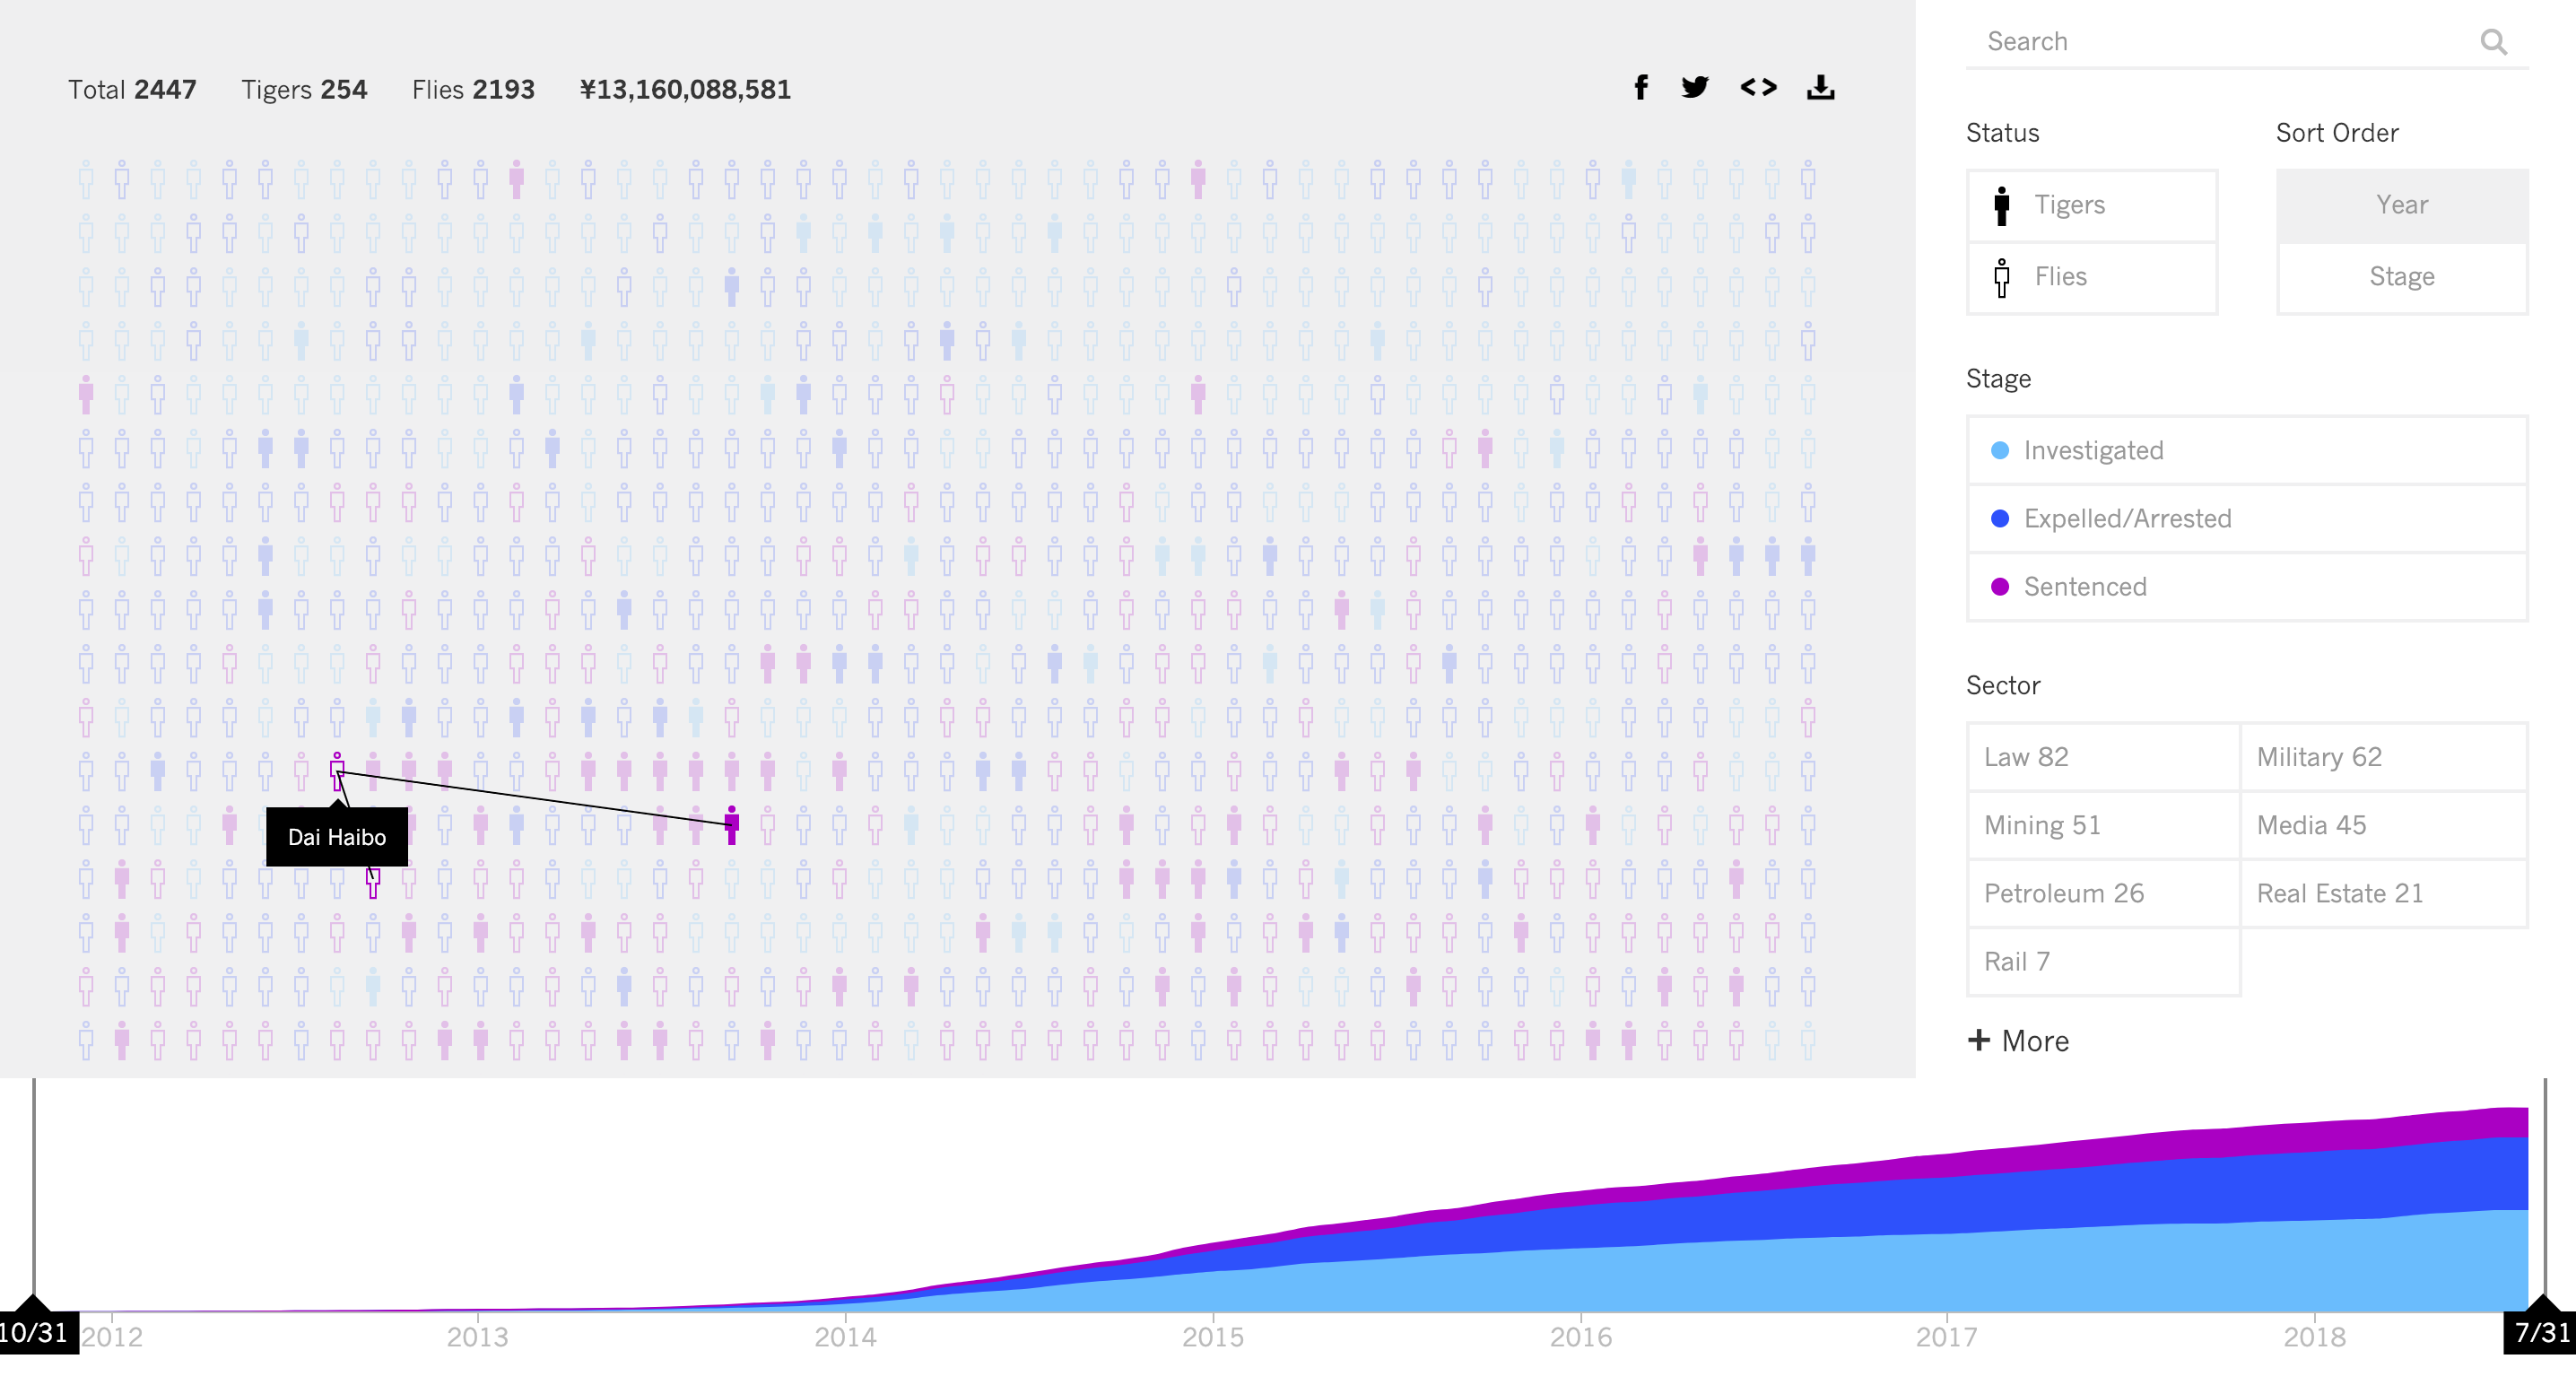 Search
Total 2447 Tigers 254 Flies 2193 ¥13,160,088,581
Status
Tigers
Flies
Sort Order
Year
Stage
Stage
Investigated
Expelled/Arrested
Sentenced
Sector
Law 82 Military 62
Mining 51 Media 45
Petroleum 26 Real Estate 21
Rail 7
+ More
Dai Haibo
10/31 2012 2013 2014 2015 2016 2017 2018 7/31